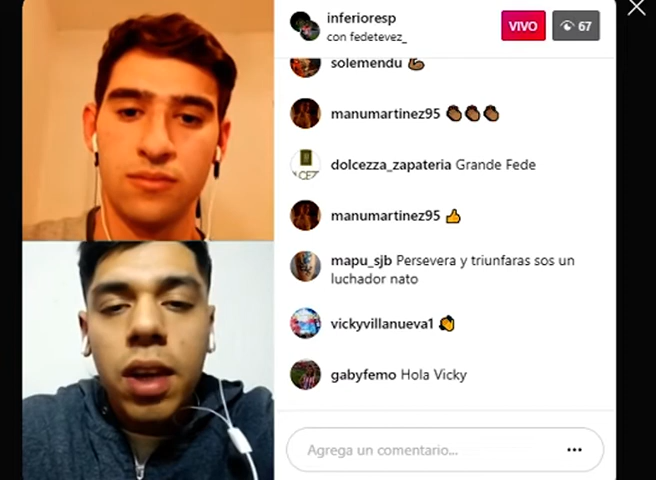 inferioresp
con fedetevez_
VIVO
67
solemendu
manumartinez95
dolcezza_zapateria Grande Fede
manumartinez95
mapu_sjb Persevera y triunfaras sos un
luchador nato
vickyvillanueva1
gabyfemo Hola Vicky
Agrega un comentario...